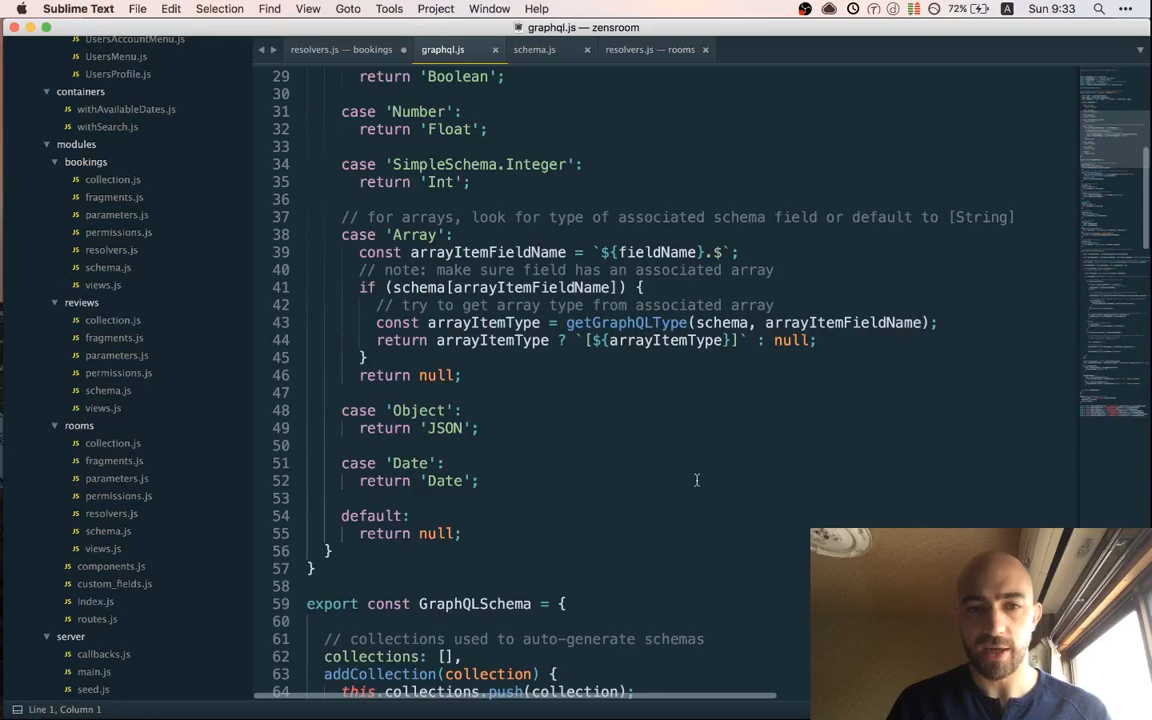 Sublime Text File Edit Selection Find View Goto Tools Project Window Help 72% A Sun 9:33
graphql.js — zensroom
resolvers.js — bookings graphql.js × schema.js × resolvers.js — rooms ×
UsersAccountMenu.js
UsersMenu.js
UsersProfile.js
containers
withAvailableDates.js
withSearch.js
modules
bookings
collection.js
fragments.js
parameters.js
permissions.js
resolvers.js
schema.js
views.js
reviews
collection.js
fragments.js
parameters.js
permissions.js
schema.js
views.js
rooms
collection.js
fragments.js
parameters.js
permissions.js
resolvers.js
schema.js
views.js
components.js
custom_fields.js
index.js
routes.js
server
callbacks.js
main.js
seed.js
29 return 'Boolean';
30
31 case 'Number':
32 return 'Float';
33
34 case 'SimpleSchema.Integer':
35 return 'Int';
36
37 // for arrays, look for type of associated schema field or default to [String]
38 case 'Array':
39 const arrayItemFieldName = `${fieldName}.$`;
40 // note: make sure field has an associated array
41 if (schema[arrayItemFieldName]) {
42 // try to get array type from associated array
43 const arrayItemType = getGraphQLType(schema, arrayItemFieldName);
44 return arrayItemType ? `[${arrayItemType}]` : null;
45 }
46 return null;
47
48 case 'Object':
49 return 'JSON';
50
51 case 'Date':
52 return 'Date';
53
54 default:
55 return null;
56 }
57 }
58
59 export const GraphQLSchema = {
60
61 // collections used to auto-generate schemas
62 collections: [],
63 addCollection(collection) {
64 this.collections.push(collection);
Line 1, Column 1